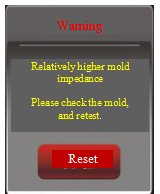 Warning
Relatively higher mold
impedance
Please check the mold,
and retest.
Reset